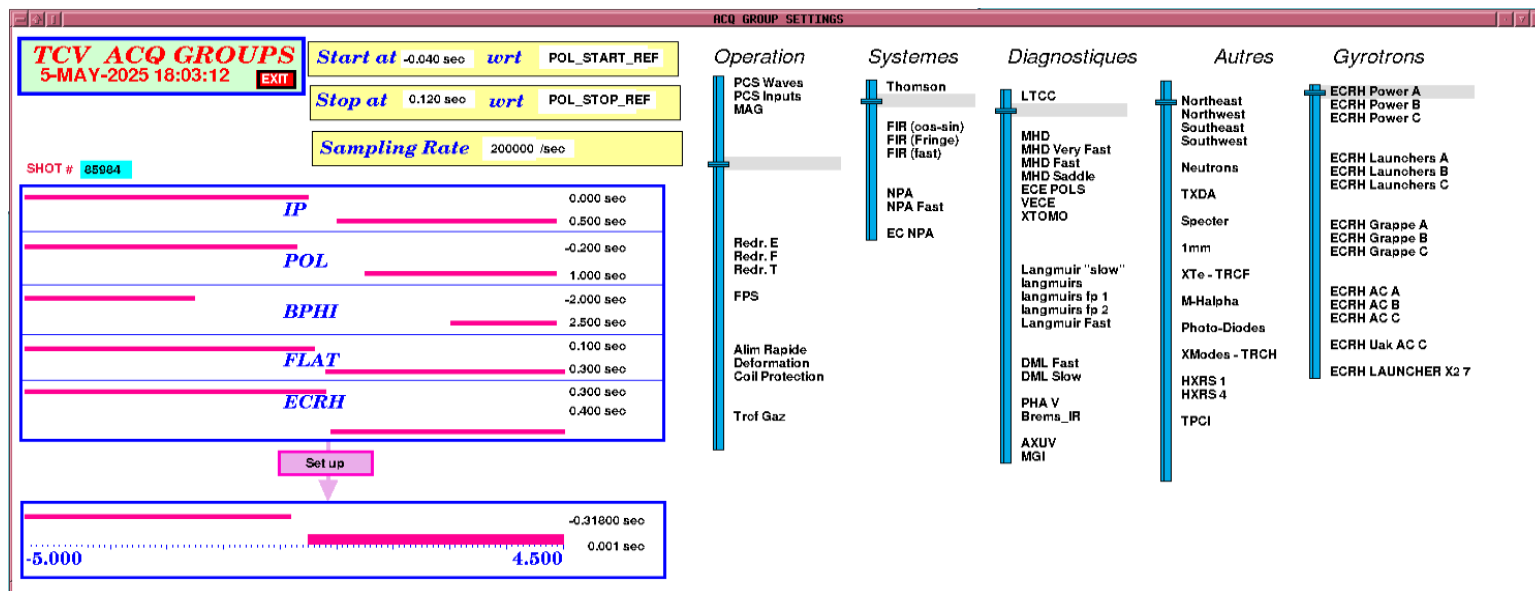 ACQ GROUP SETTINGS
TCV ACQ GROUPS
5-MAY-2025 18:03:12 EXIT
Start at -0.040 sec wrt POL_START_REF
Stop at 0.120 sec wrt POL_STOP_REF
Sampling Rate 200000 /sec
SHOT # 85984
0.000 sec
IP
0.500 sec
-0.200 sec
POL
1.000 sec
-2.000 sec
BPHI
2.500 sec
0.100 sec
FLAT
0.300 sec
0.300 sec
ECRH
0.400 sec
Set up
-0.31800 sec
0.001 sec
-5.000 4.500
Operation
PCS Waves
PCS Inputs
MAG
Redr. E
Redr. F
Redr. T
FPS
Alim Rapide
Deformation
Coil Protection
Trof Gaz
Systemes
Thomson
FIR (cos-sin)
FIR (Fringe)
FIR (fast)
NPA
NPA Fast
EC NPA
Diagnostiques
LTCC
MHD
MHD Very Fast
MHD Fast
MHD Saddle
ECE POLS
VECE
XTOMO
Langmuir "slow"
langmuirs
langmuirs fp 1
langmuirs fp 2
Langmuir Fast
DML Fast
DML Slow
PHA V
Brems_IR
AXUV
MGI
Autres
Northeast
Northwest
Southeast
Southwest
Neutrons
TXDA
Specter
1mm
XTe - TRCF
M-Halpha
Photo-Diodes
XModes - TRCH
HXRS 1
HXRS 4
TPCI
Gyrotrons
ECRH Power A
ECRH Power B
ECRH Power C
ECRH Launchers A
ECRH Launchers B
ECRH Launchers C
ECRH Grappe A
ECRH Grappe B
ECRH Grappe C
ECRH AC A
ECRH AC B
ECRH AC C
ECRH Uak AC C
ECRH LAUNCHER X2 7